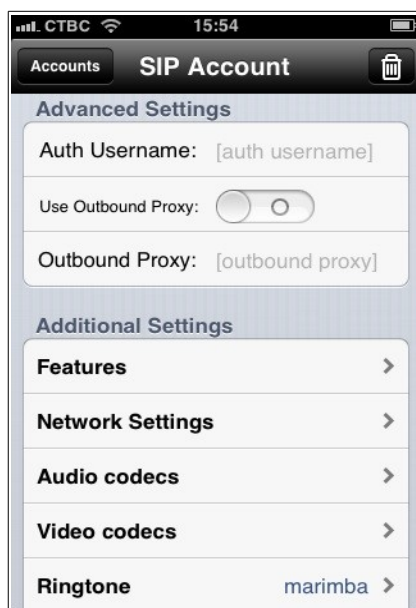 CTBC 15:54
Accounts SIP Account
Advanced Settings
Auth Username: [auth username]
Use Outbound Proxy:
Outbound Proxy: [outbound proxy]
Additional Settings
Features
Network Settings
Audio codecs
Video codecs
Ringtone marimba